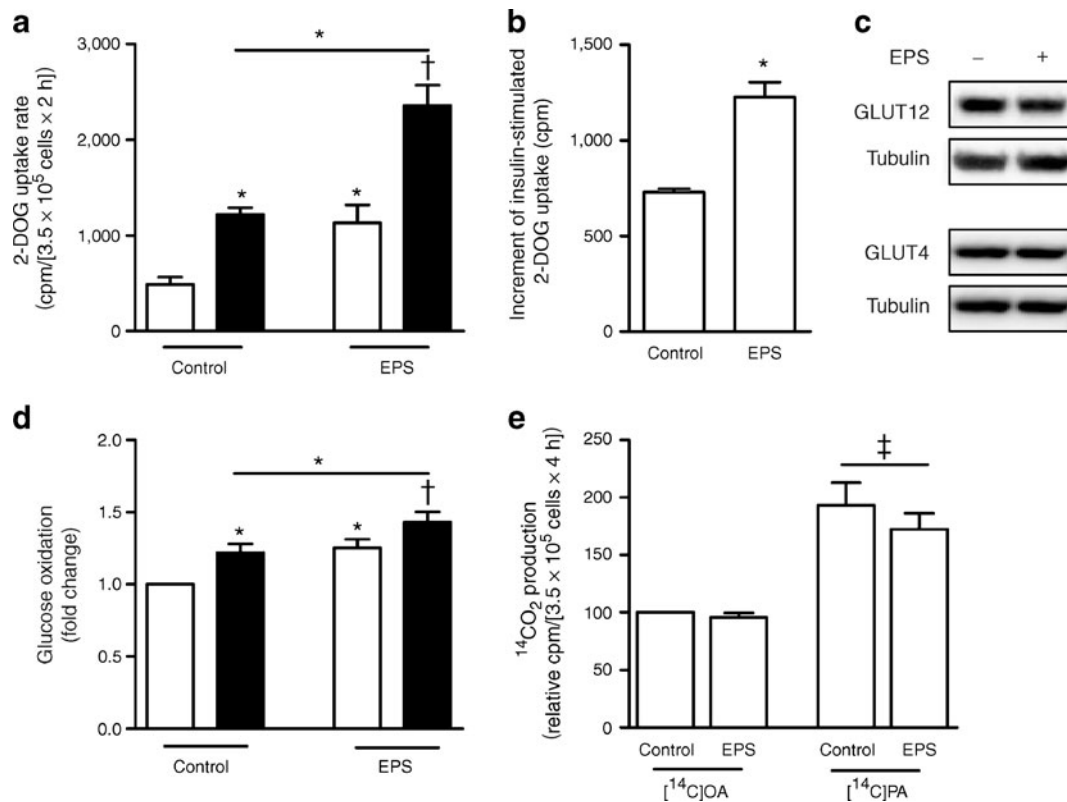 a
*
†
3,000
2,000
1,000
0
*
*
2-DOG uptake rate
(cpm/[3.5 × 10⁵ cells × 2 h])
Control
EPS
b
1,500
1,000
500
0
*
Increment of insulin-stimulated
2-DOG uptake (cpm)
Control
EPS
c
EPS – +
GLUT12
Tubulin
GLUT4
Tubulin
d
2.0
1.5
1.0
0.5
0.0
*
†
*
*
Glucose oxidation
(fold change)
Control
EPS
e
250
200
150
100
50
0
‡
¹⁴CO₂ production
(relative cpm/[3.5 × 10⁵ cells × 4 h]
Control EPS Control EPS
[¹⁴C]OA [¹⁴C]PA